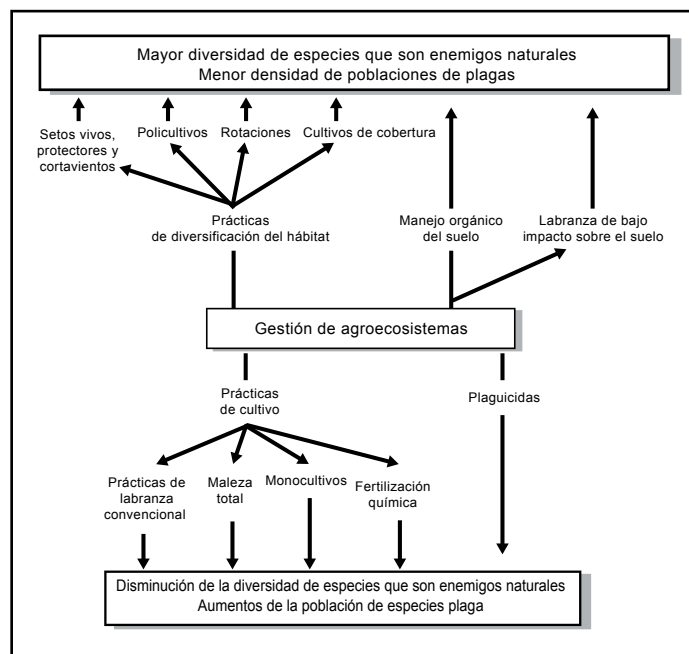 Mayor diversidad de especies que son enemigos naturales
Menor densidad de poblaciones de plagas
Setos vivos,
protectores y
cortavientos
Policultivos
Rotaciones
Cultivos de cobertura
Prácticas
de diversificación del hábitat
Manejo orgánico
del suelo
Labranza de bajo
impacto sobre el suelo
Gestión de agroecosistemas
Prácticas
de cultivo
Plaguicidas
Prácticas de
labranza
convencional
Maleza
total
Monocultivos
Fertilización
química
Disminución de la diversidad de especies que son enemigos naturales
Aumentos de la población de especies plaga